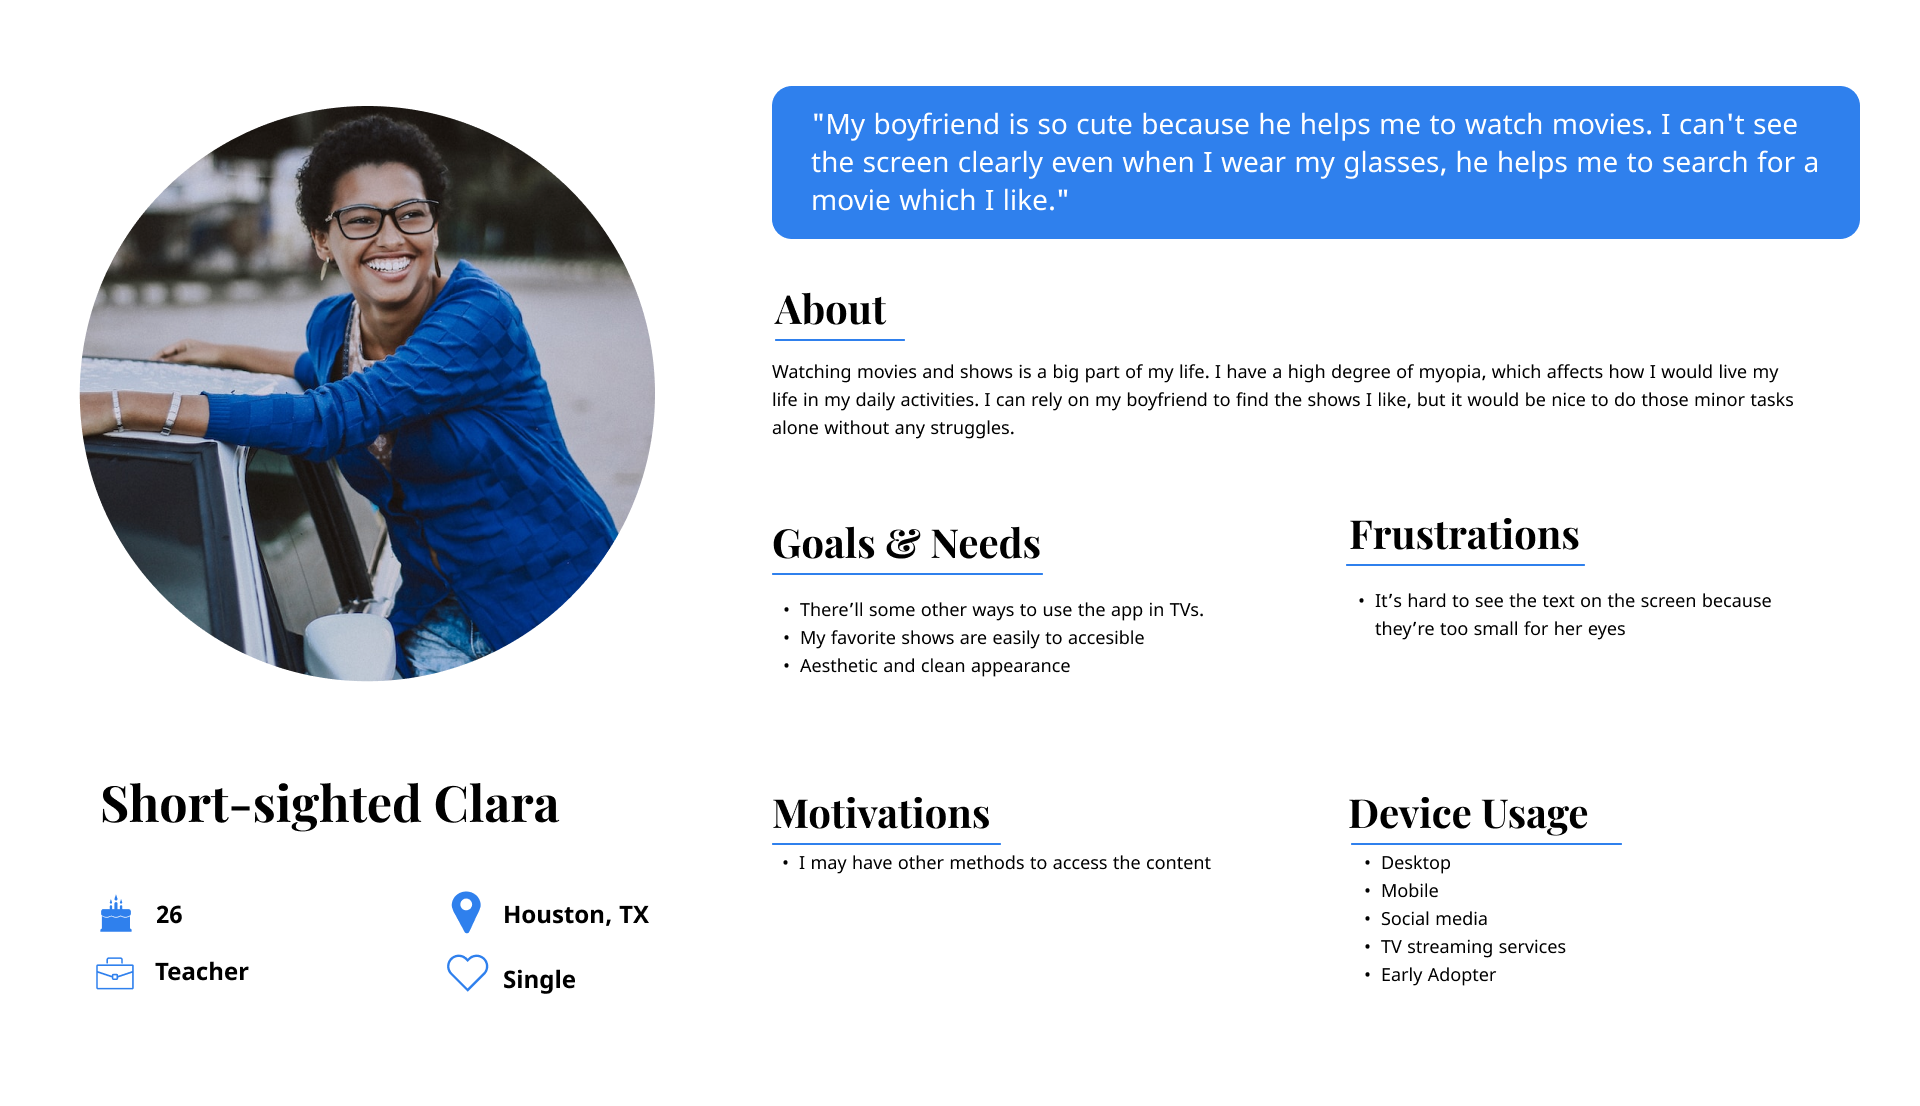 "My boyfriend is so cute because he helps me to watch movies. I can't see
the screen clearly even when I wear my glasses, he helps me to search for a
movie which I like."
About
Watching movies and shows is a big part of my life. I have a high degree of myopia, which affects how I would live my
life in my daily activities. I can rely on my boyfriend to find the shows I like, but it would be nice to do those minor tasks
alone without any struggles.
Goals & Needs
• There’ll some other ways to use the app in TVs.
• My favorite shows are easily to accesible
• Aesthetic and clean appearance
Frustrations
• It’s hard to see the text on the screen because
they’re too small for her eyes
Short-sighted Clara
26
Houston, TX
Teacher
Single
Motivations
• I may have other methods to access the content
Device Usage
• Desktop
• Mobile
• Social media
• TV streaming services
• Early Adopter